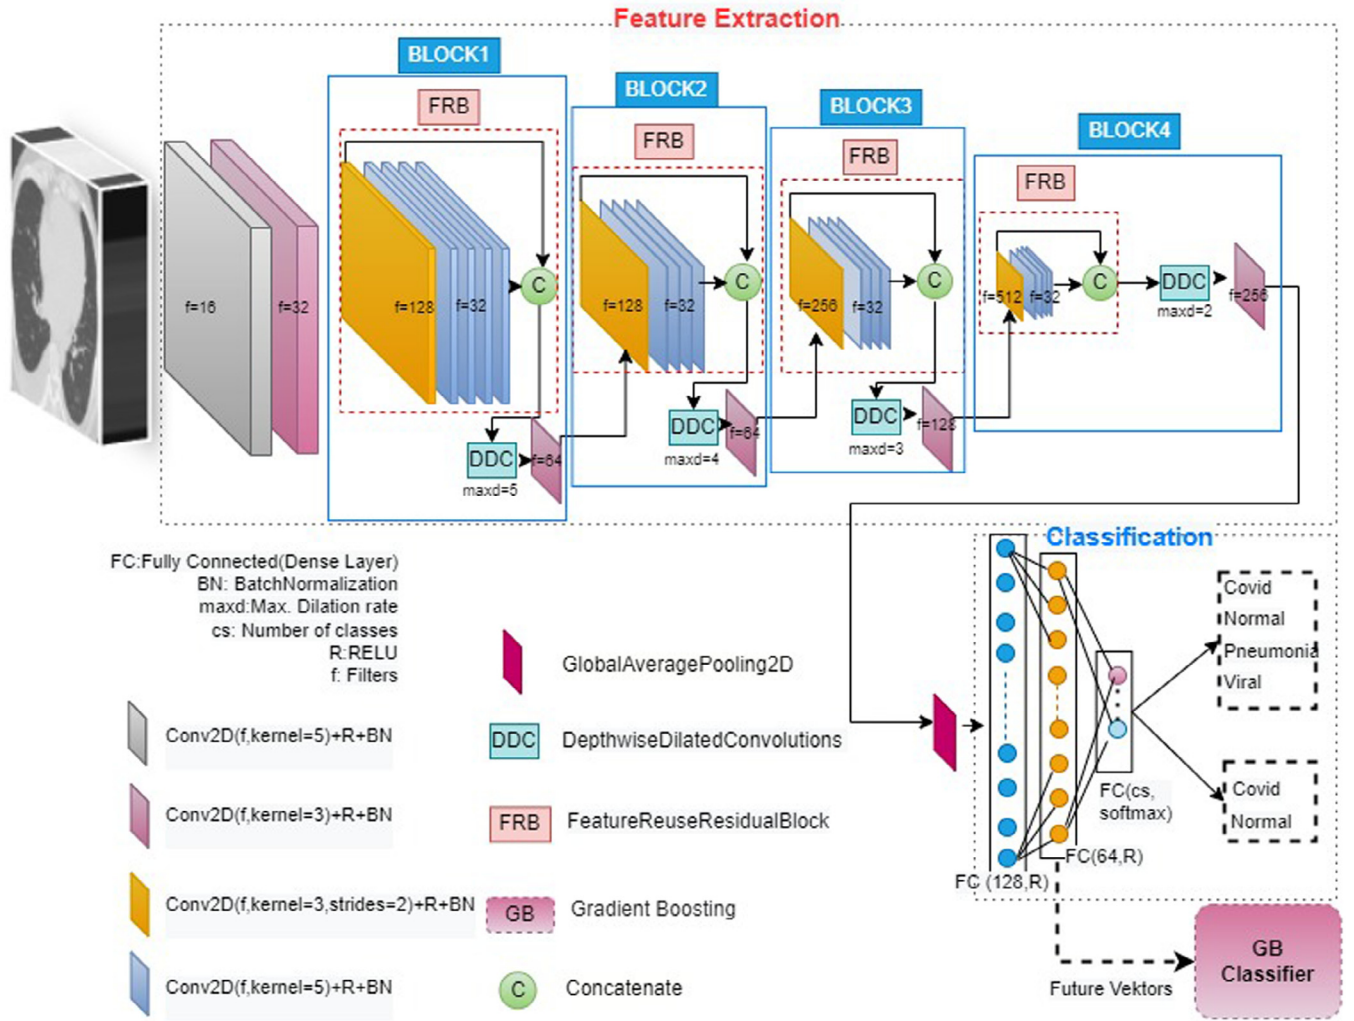 Feature Extraction
BLOCK1
BLOCK2
BLOCK3
BLOCK4
FRB
FRB
FRB
FRB
f=16
f=32
f=128
f=32
C
f=128
f=32
C
f=256
f=32
C
f=512
f=32
C
DDC
maxd=2
f=256
DDC
maxd=5
f=64
DDC
maxd=4
f=64
DDC
maxd=3
f=128
Classification
FC:Fully Connected(Dense Layer)
BN: BatchNormalization
maxd:Max. Dilation rate
cs: Number of classes
R:RELU
f: Filters
Conv2D(f,kernel=5)+R+BN
Conv2D(f,kernel=3)+R+BN
Conv2D(f,kernel=3,strides=2)+R+BN
Conv2D(f,kernel=5)+R+BN
GlobalAveragePooling2D
DDC
DepthwiseDilatedConvolutions
FRB
FeatureReuseResidualBlock
GB
Gradient Boosting
C
Concatenate
FC (128,R)
FC(64,R)
FC(cs,
softmax)
Covid
Normal
Pneumonia
Viral
Covid
Normal
Future Vektors
GB
Classifier